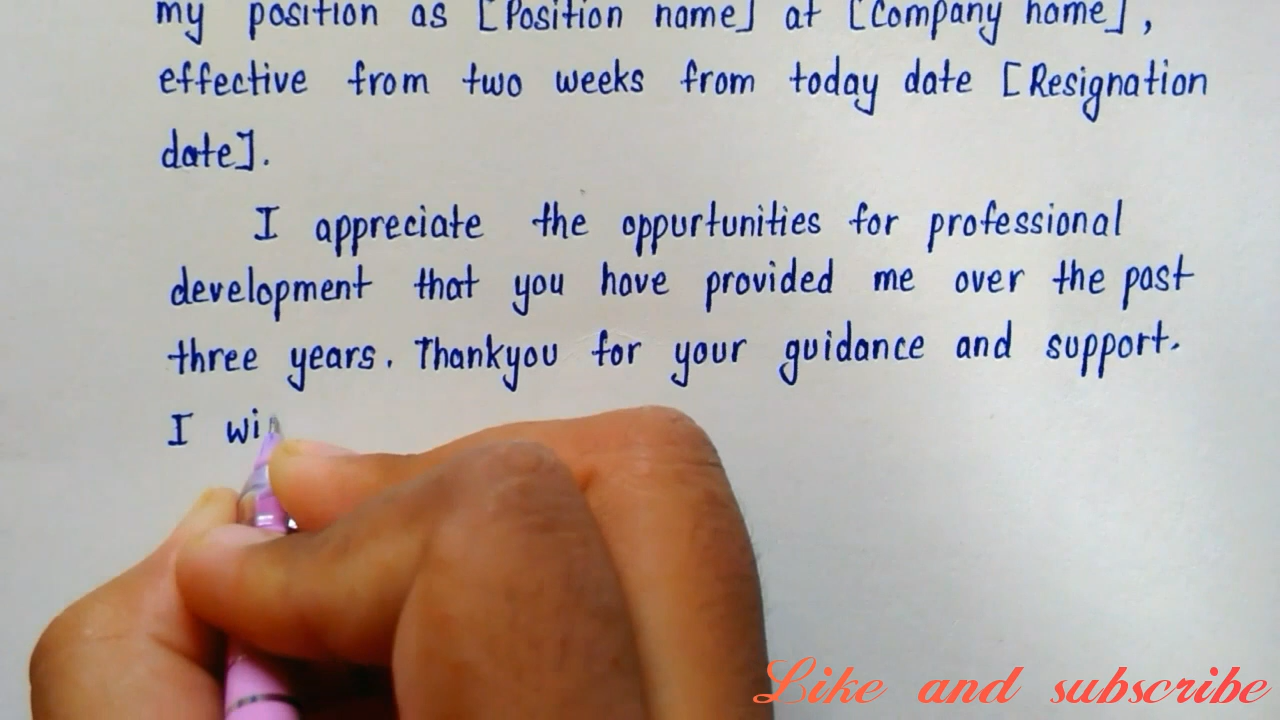 my position as [Position name] at [Company name],
effective from two weeks from today date [Resignation
date].
I appreciate the oppurtunities for professional
development that you have provided me over the past
three years. Thankyou for your guidance and support.
I wi
Like and subscribe